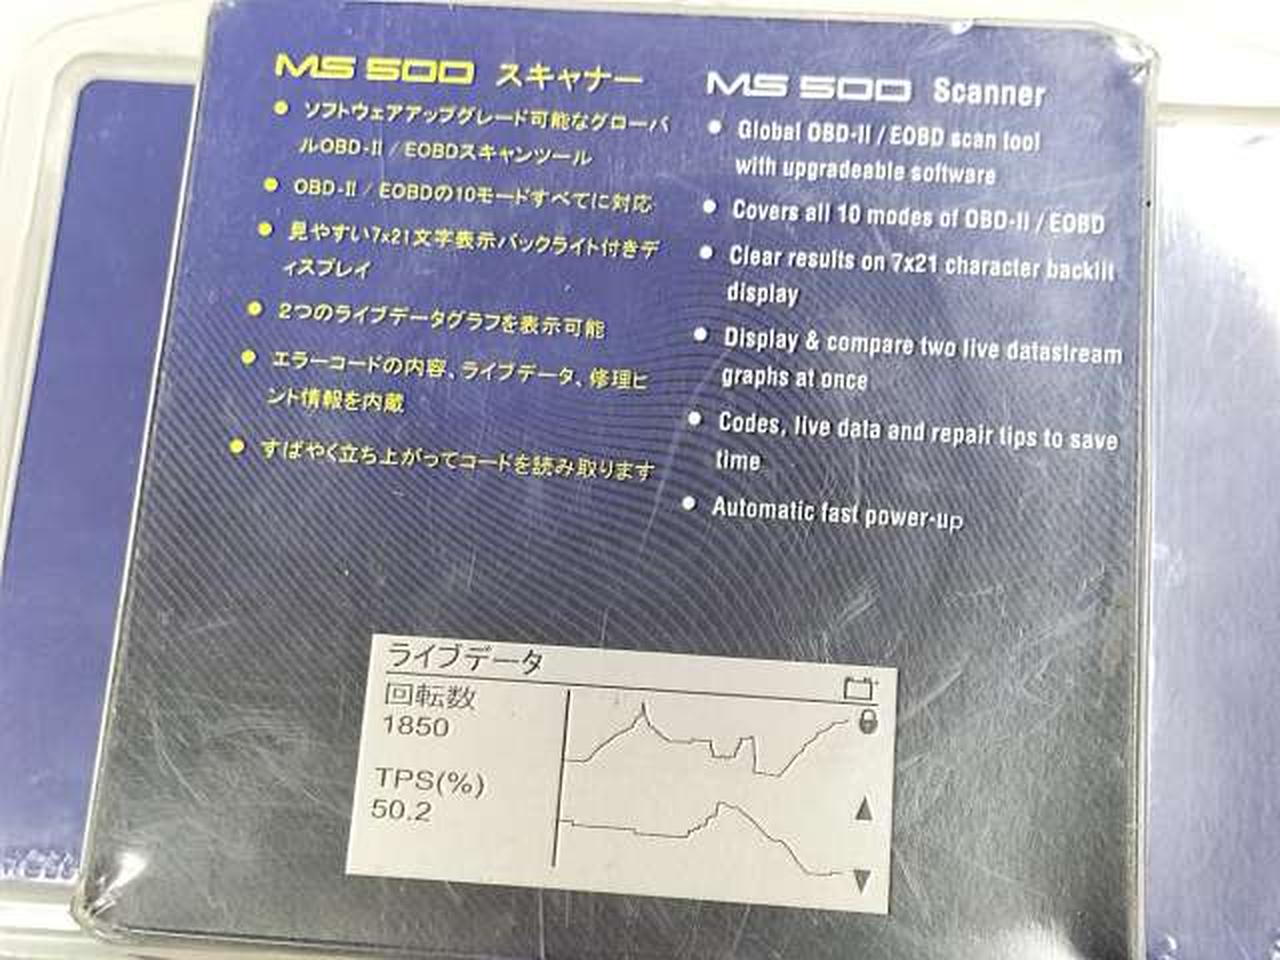 MS 500 スキャナー
● ソフトウェアアップグレード可能なグローバ
ルOBD-II / EOBDスキャンツール
● OBD-II / EOBDの10モードすべてに対応
● 見やすい7x21文字表示バックライト付きデ
ィスプレイ
● 2つのライブデータグラフを表示可能
● エラーコードの内容、ライブデータ、修理ヒ
ント情報を内蔵
● すばやく立ち上がってコードを読み取ります
MS 500 Scanner
● Global OBD-II / EOBD scan tool
with upgradeable software
● Covers all 10 modes of OBD-II / EOBD
● Clear results on 7x21 character backlit
display
● Display & compare two live datastream
graphs at once
● Codes, live data and repair tips to save
time
● Automatic fast power-up
ライブデータ
回転数
1850
TPS(%)
50.2